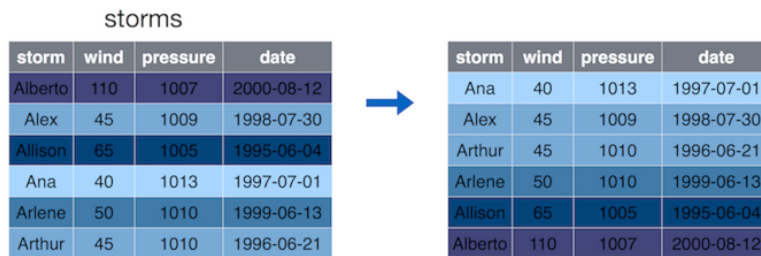 storms
storm wind pressure date
Alberto 110 1007 2000-08-12
Alex 45 1009 1998-07-30
Allison 65 1005 1995-06-04
Ana 40 1013 1997-07-01
Arlene 50 1010 1999-06-13
Arthur 45 1010 1996-06-21
storm wind pressure date
Ana 40 1013 1997-07-01
Alex 45 1009 1998-07-30
Arthur 45 1010 1996-06-21
Arlene 50 1010 1999-06-13
Allison 65 1005 1995-06-04
Alberto 110 1007 2000-08-12